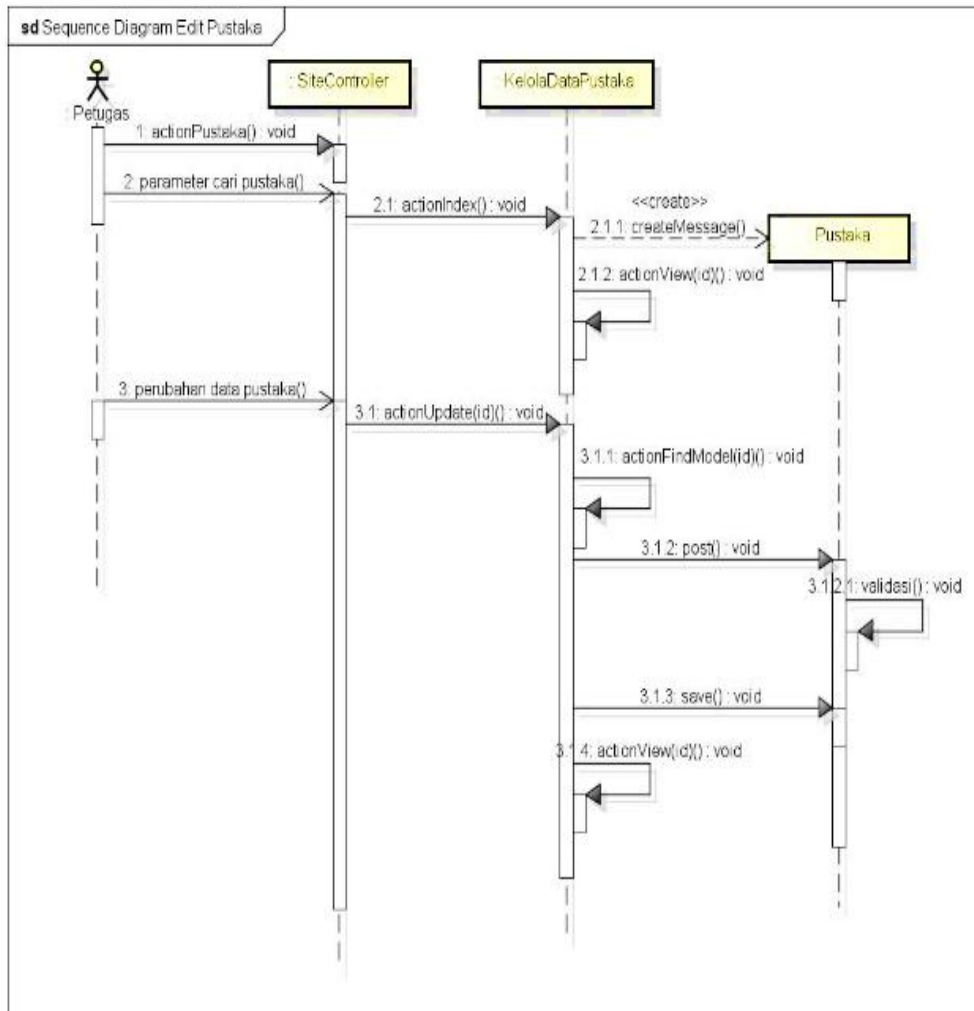 sd Sequence Diagram Edit Pustaka
: SiteController
: KelolaDataPustaka
: Petugas
1: actionPustaka() : void
2: parameter cari pustaka()
2.1: actionIndex() : void
<<create>>
2.1.1: createMessage()
Pustaka
2.1.2: actionView(id)() : void
3: perubahan data pustaka()
3.1: actionUpdate(id)() : void
3.1.1: actionFindModel(id)() : void
3.1.2: post() : void
3.1.2.1: validasi() : void
3.1.3: save() : void
3.1.4: actionView(id)() : void